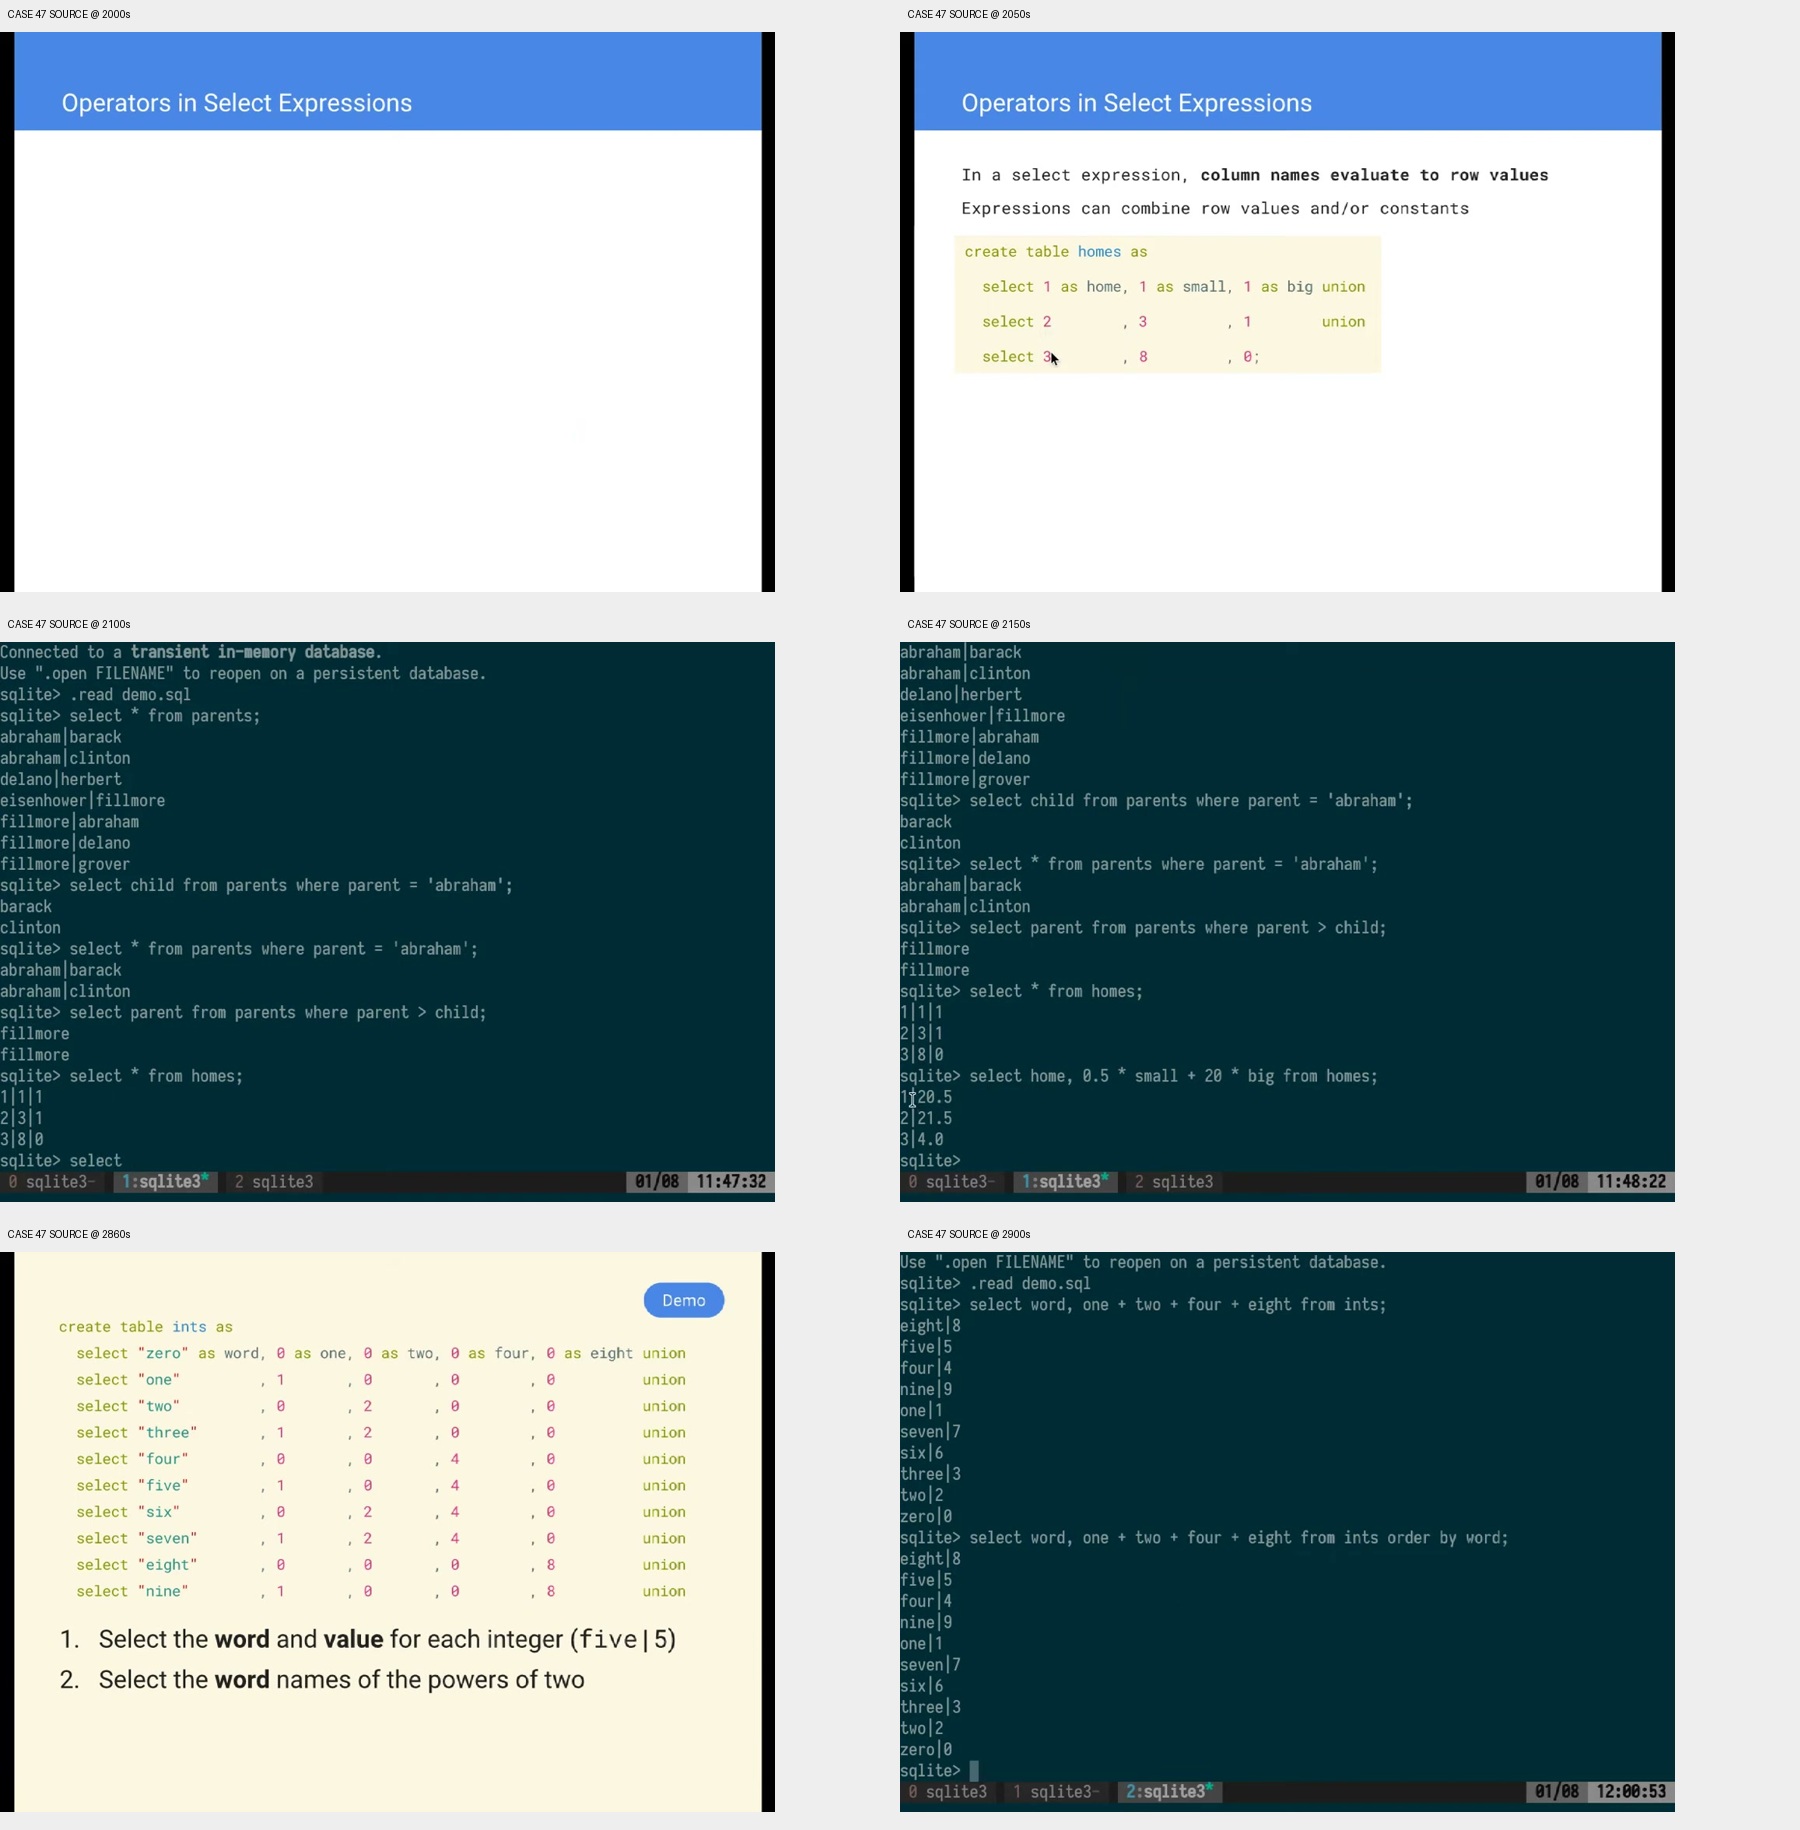 CASE 47 SOURCE @ 2000s
Operators in Select Expressions
CASE 47 SOURCE @ 2050s
Operators in Select Expressions
In a select expression, column names evaluate to row values
Expressions can combine row values and/or constants
create table homes as
select 1 as home, 1 as small, 1 as big union
select 2 , 3 , 1 union
select 3 , 8 , 0;
CASE 47 SOURCE @ 2100s
Connected to a transient in-memory database.
Use ".open FILENAME" to reopen on a persistent database.
sqlite> .read demo.sql
sqlite> select * from parents;
abraham|barack
abraham|clinton
delano|herbert
eisenhower|fillmore
fillmore|abraham
fillmore|delano
fillmore|grover
sqlite> select child from parents where parent = 'abraham';
barack
clinton
sqlite> select * from parents where parent = 'abraham';
abraham|barack
abraham|clinton
sqlite> select parent from parents where parent > child;
fillmore
fillmore
sqlite> select * from homes;
1|1|1
2|3|1
3|8|0
sqlite> select
0 sqlite3- 1:sqlite3* 2 sqlite3 01/08 11:47:32
CASE 47 SOURCE @ 2150s
abraham|barack
abraham|clinton
delano|herbert
eisenhower|fillmore
fillmore|abraham
fillmore|delano
fillmore|grover
sqlite> select child from parents where parent = 'abraham';
barack
clinton
sqlite> select * from parents where parent = 'abraham';
abraham|barack
abraham|clinton
sqlite> select parent from parents where parent > child;
fillmore
fillmore
sqlite> select * from homes;
1|1|1
2|3|1
3|8|0
sqlite> select home, 0.5 * small + 20 * big from homes;
1|20.5
2|21.5
3|4.0
sqlite>
0 sqlite3- 1:sqlite3* 2 sqlite3 01/08 11:48:22
CASE 47 SOURCE @ 2860s
Demo
create table ints as
select "zero" as word, 0 as one, 0 as two, 0 as four, 0 as eight union
select "one" , 1 , 0 , 0 , 0 union
select "two" , 0 , 2 , 0 , 0 union
select "three" , 1 , 2 , 0 , 0 union
select "four" , 0 , 0 , 4 , 0 union
select "five" , 1 , 0 , 4 , 0 union
select "six" , 0 , 2 , 4 , 0 union
select "seven" , 1 , 2 , 4 , 0 union
select "eight" , 0 , 0 , 0 , 8 union
select "nine" , 1 , 0 , 0 , 8 union
1. Select the word and value for each integer (five|5)
2. Select the word names of the powers of two
CASE 47 SOURCE @ 2900s
Use ".open FILENAME" to reopen on a persistent database.
sqlite> .read demo.sql
sqlite> select word, one + two + four + eight from ints;
eight|8
five|5
four|4
nine|9
one|1
seven|7
six|6
three|3
two|2
zero|0
sqlite> select word, one + two + four + eight from ints order by word;
eight|8
five|5
four|4
nine|9
one|1
seven|7
six|6
three|3
two|2
zero|0
sqlite>
0 sqlite3 1 sqlite3- 2:sqlite3* 01/08 12:00:53